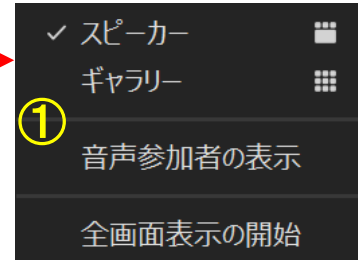 ✓ スピーカー
ギャラリー
①
音声参加者の表示
全画面表示の開始